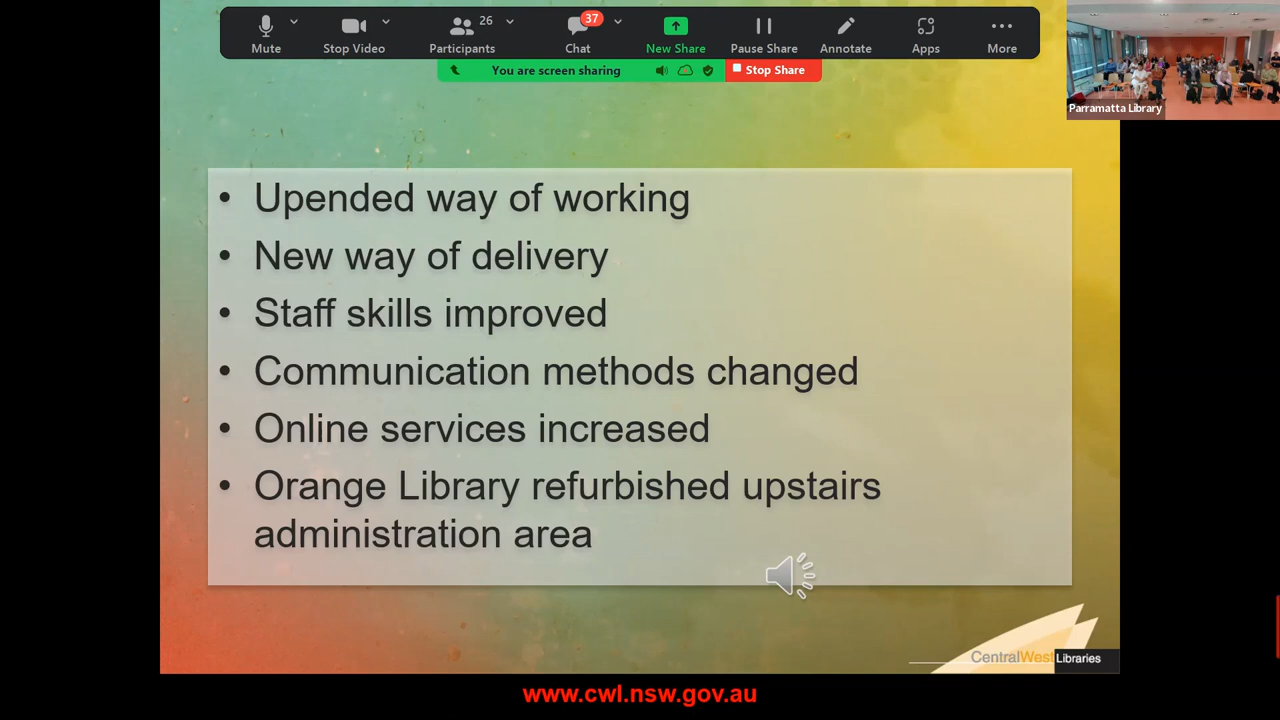 26
37
Mute
Stop Video
Participants
Chat
New Share
Pause Share
Annotate
Apps
More
You are screen sharing
Stop Share
Parramatta Library
• Upended way of working
• New way of delivery
• Staff skills improved
• Communication methods changed
• Online services increased
• Orange Library refurbished upstairs
administration area
CentralWest Libraries
www.cwl.nsw.gov.au